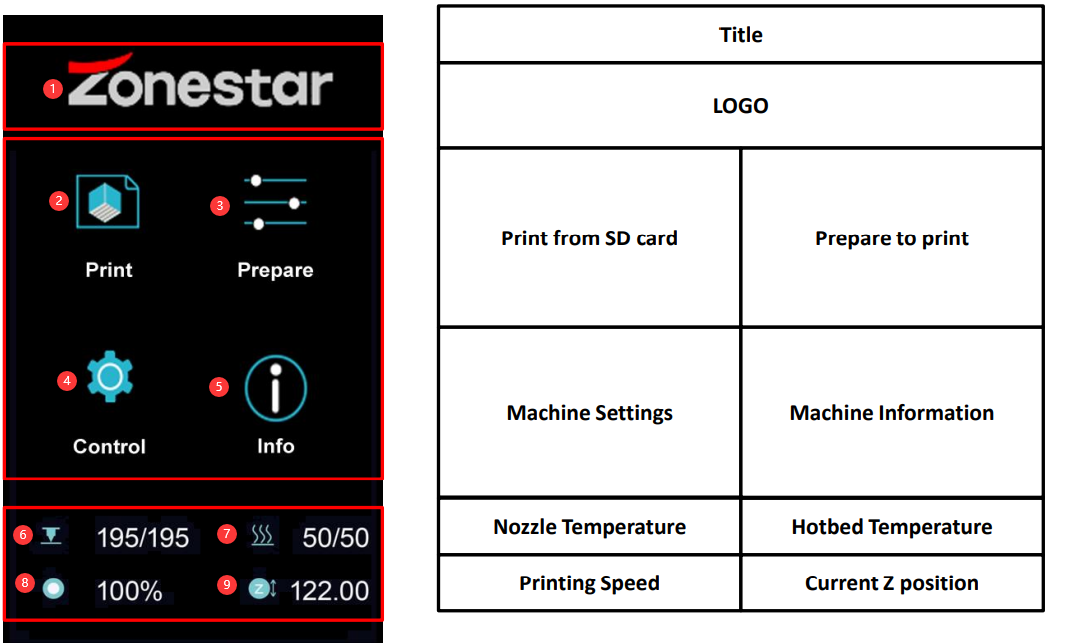 1 Zonestar
2 3
Print Prepare
4 5
Control Info
6 195/195 7 50/50
8 100% 9 Z 122.00
Title
LOGO
Print from SD card Prepare to print
Machine Settings Machine Information
Nozzle Temperature Hotbed Temperature
Printing Speed Current Z position